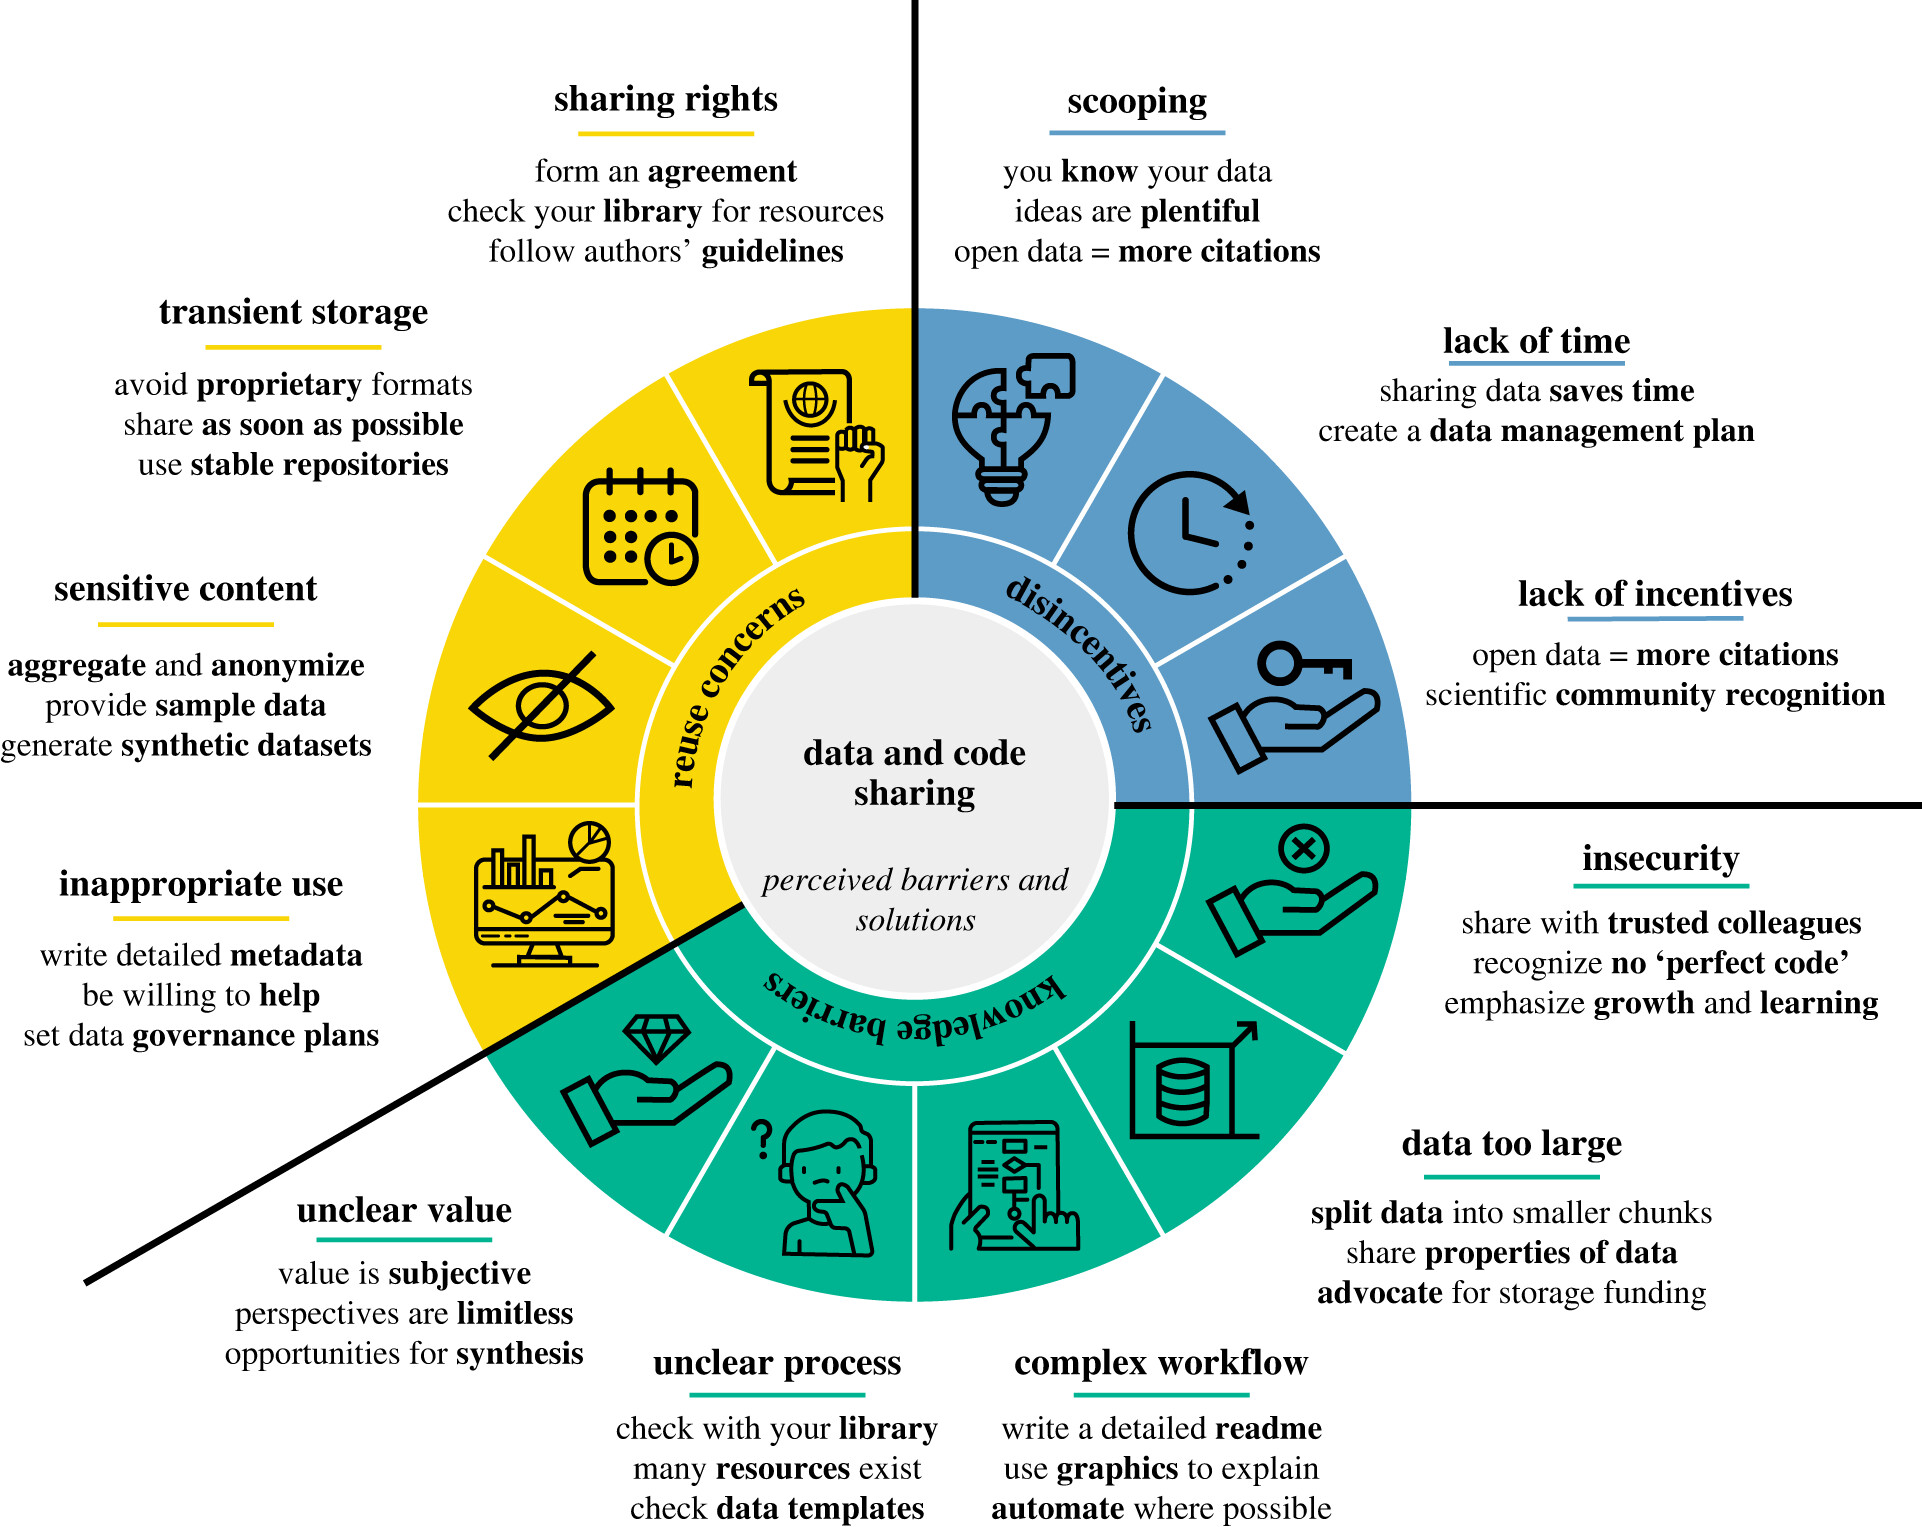 sharing rights
form an agreement
check your library for resources
follow authors’ guidelines
scooping
you know your data
ideas are plentiful
open data = more citations
transient storage
avoid proprietary formats
share as soon as possible
use stable repositories
lack of time
sharing data saves time
create a data management plan
sensitive content
aggregate and anonymize
provide sample data
generate synthetic datasets
lack of incentives
open data = more citations
scientific community recognition
reuse concerns
disincentives
knowledge barriers
data and code
sharing
perceived barriers and
solutions
inappropriate use
write detailed metadata
be willing to help
set data governance plans
insecurity
share with trusted colleagues
recognize no ‘perfect code’
emphasize growth and learning
data too large
split data into smaller chunks
share properties of data
advocate for storage funding
unclear value
value is subjective
perspectives are limitless
opportunities for synthesis
?
unclear process
check with your library
many resources exist
check data templates
complex workflow
write a detailed readme
use graphics to explain
automate where possible